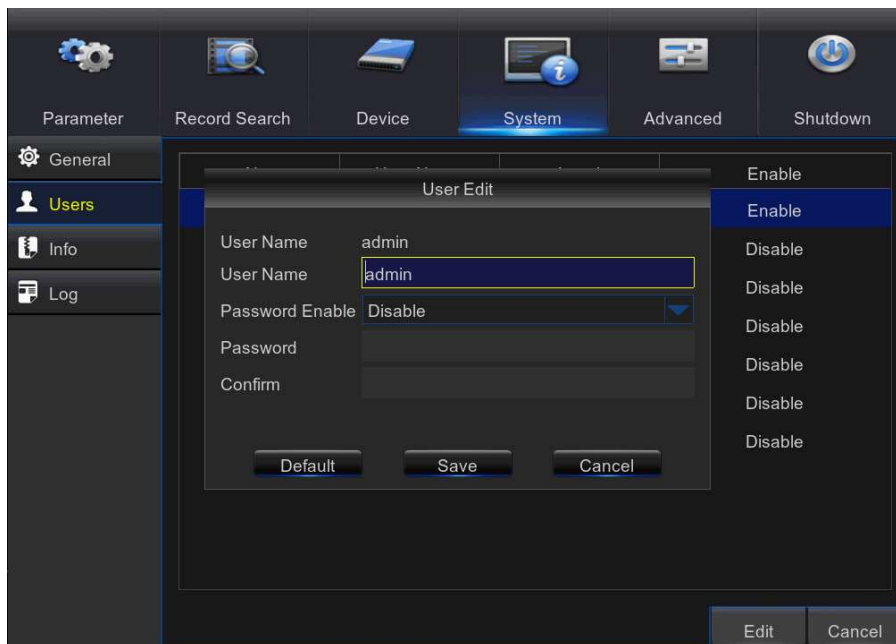 Parameter Record Search Device System Advanced Shutdown
General
Users
Info
Log
Enable
Enable
Disable
Disable
Disable
Disable
Disable
Disable
User Edit
User Name admin
User Name admin
Password Enable Disable
Password
Confirm
Default Save Cancel
Edit Cancel